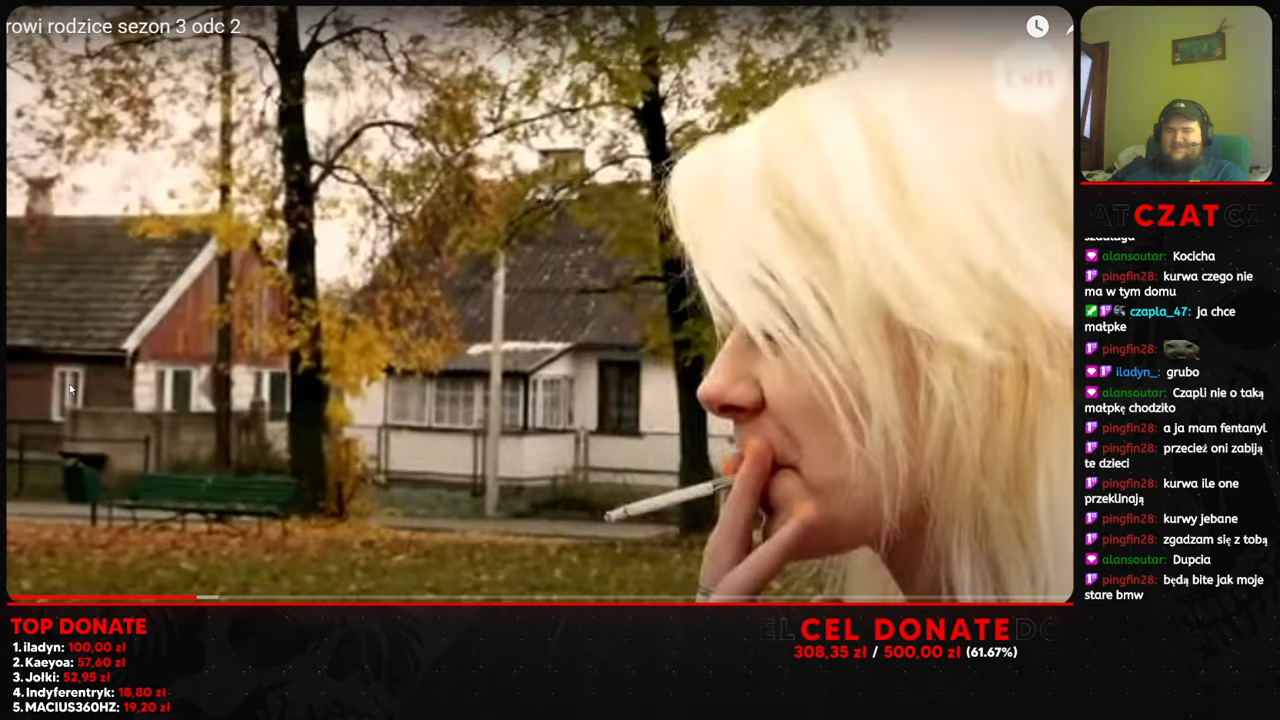 rowi rodzice sezon 3 odc 2
CZAT
alansoutar: Kocicha
pingfin28: kurwa czego nie
ma w tym domu
czapla_47: ja chce
małpke
pingfin28:
iladyn_: grubo
alansoutar: Czapli nie o taką
małpkę chodziło
pingfin28: a ja mam fentanyl
pingfin28: przecież oni zabiją
te dzieci
pingfin28: kurwa ile one
przeklinają
pingfin28: kurwy jebane
pingfin28: zgadzam się z tobą
alansoutar: Dupcia
pingfin28: będą bite jak moje
stare bmw
TOP DONATE
1. iladyn: 100,00 zł
2. Kaeyoa: 57,60 zł
3. Jołki: 52,95 zł
4. Indyferentryk: 18,80 zł
5. MACIUS360HZ: 19,20 zł
CEL DONATE
308,35 zł / 500,00 zł (61.67%)